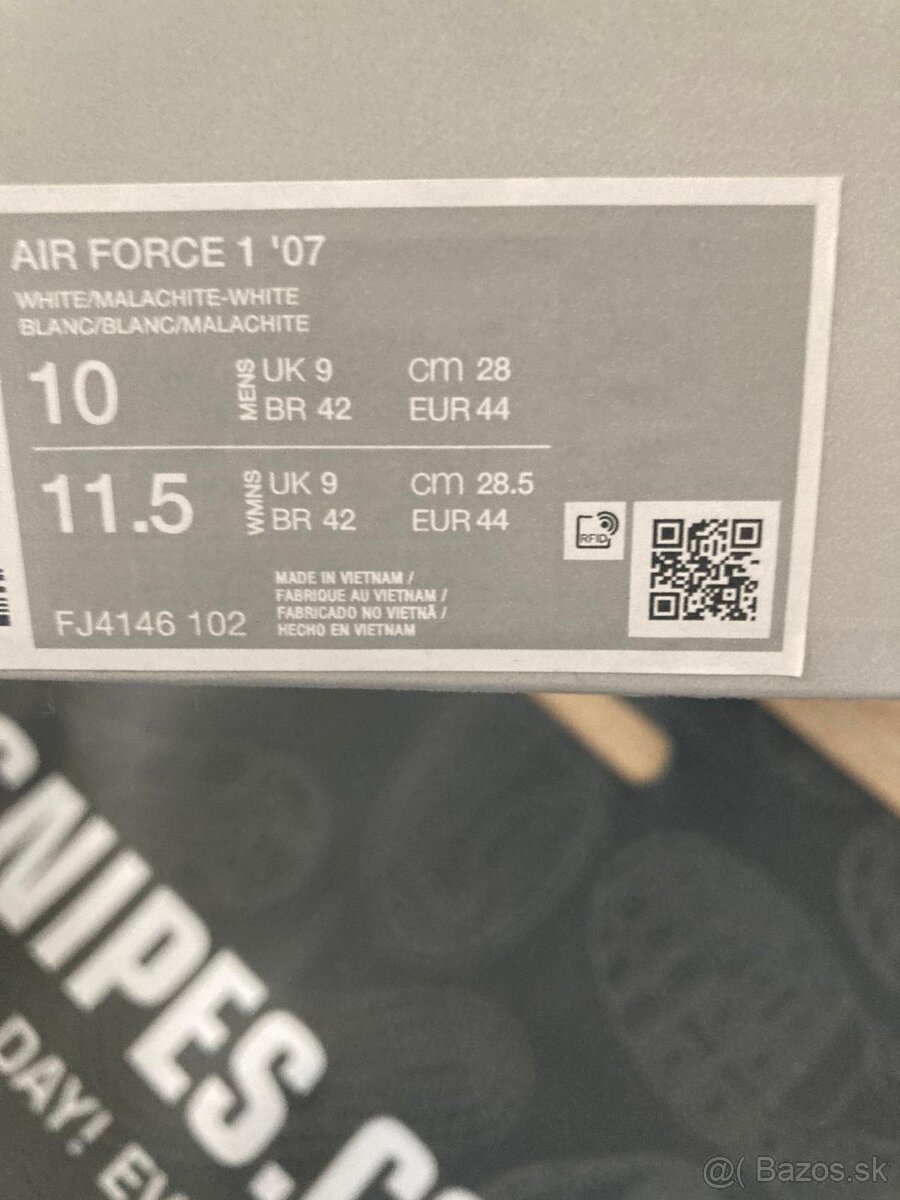 AIR FORCE 1 '07
WHITE/MALACHITE-WHITE
BLANC/BLANC/MALACHITE
10 MENS UK 9 cm 28
BR 42 EUR 44
11.5 WMNS UK 9 cm 28.5
BR 42 EUR 44
RFID
FJ4146 102
MADE IN VIETNAM /
FABRIQUE AU VIETNAM /
FABRICADO NO VIETNÃ /
HECHO EN VIETNAM
SNIPES.C
DAY! EV
@( Bazos.sk